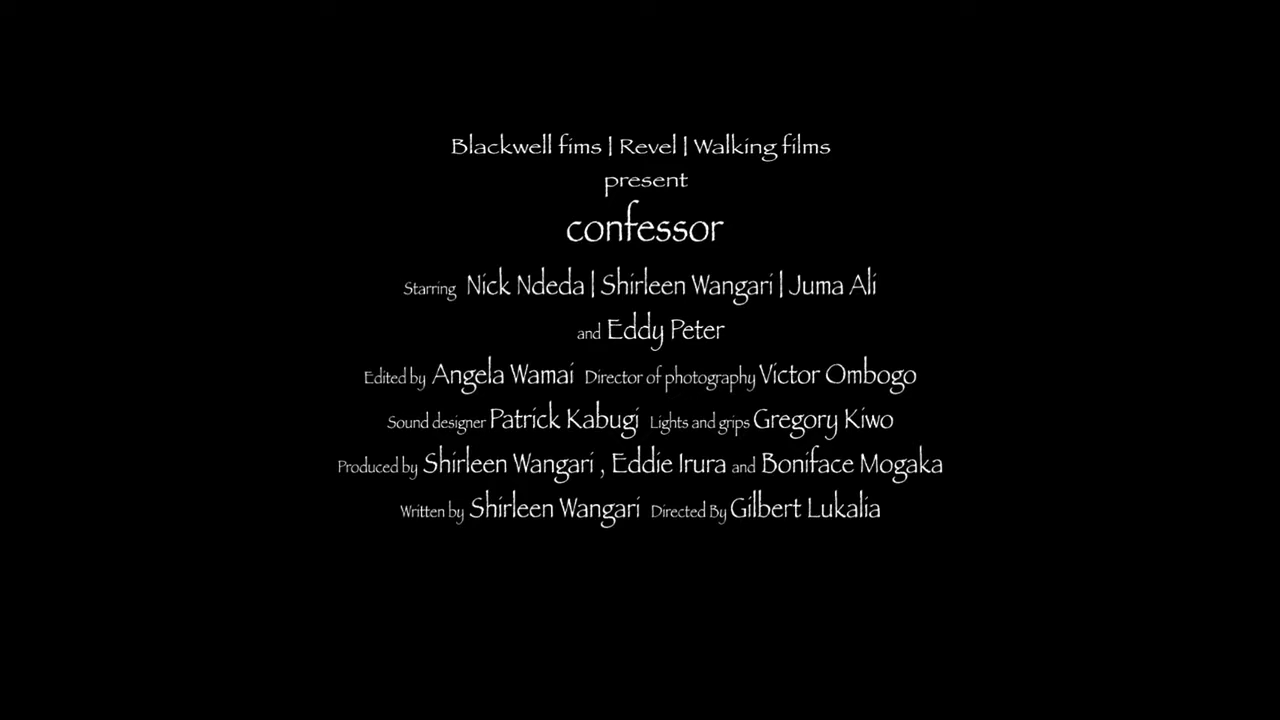 Blackwell fims | Revel | Walking films
present
confessor
Starring Nick Ndeda | Shirleen Wangari | Juma Ali
and Eddy Peter
Edited by Angela Wamai Director of photography Victor Ombogo
Sound designer Patrick Kabugi Lights and grips Gregory Kiwo
Produced by Shirleen Wangari , Eddie Irura and Boniface Mogaka
Written by Shirleen Wangari Directed By Gilbert Lukalia